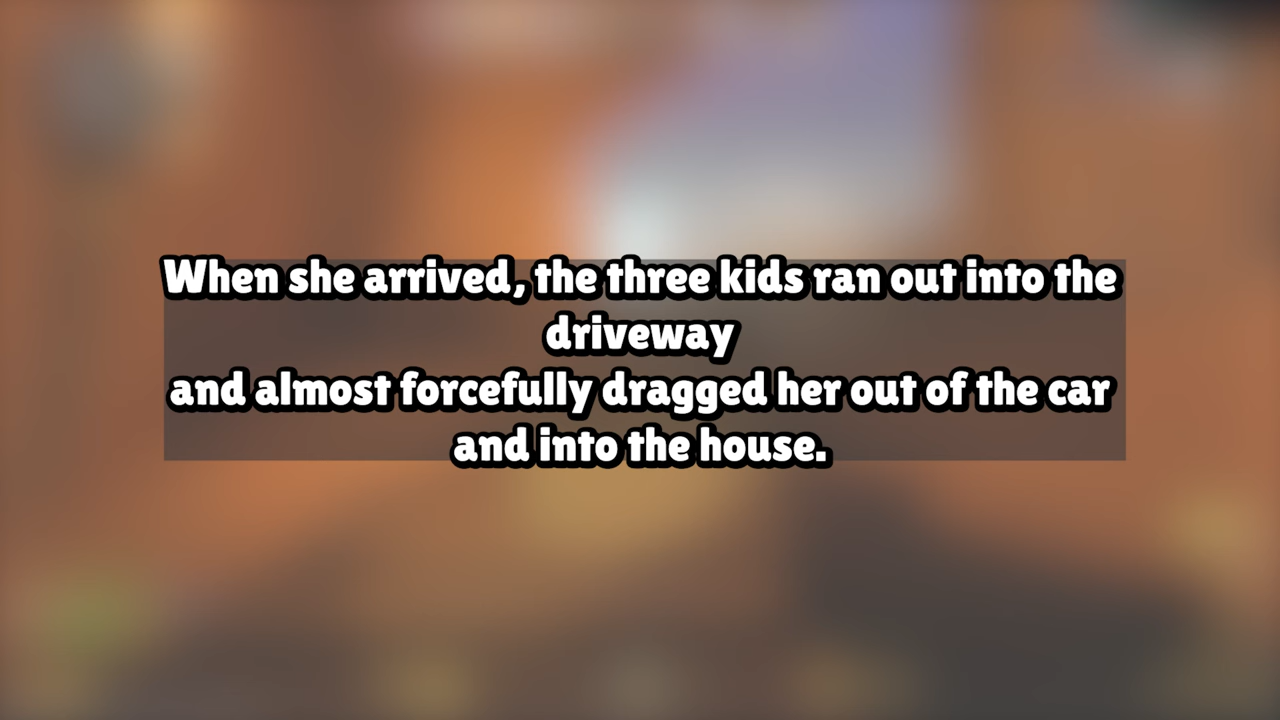 When she arrived, the three kids ran out into the
driveway
and almost forcefully dragged her out of the car
and into the house.